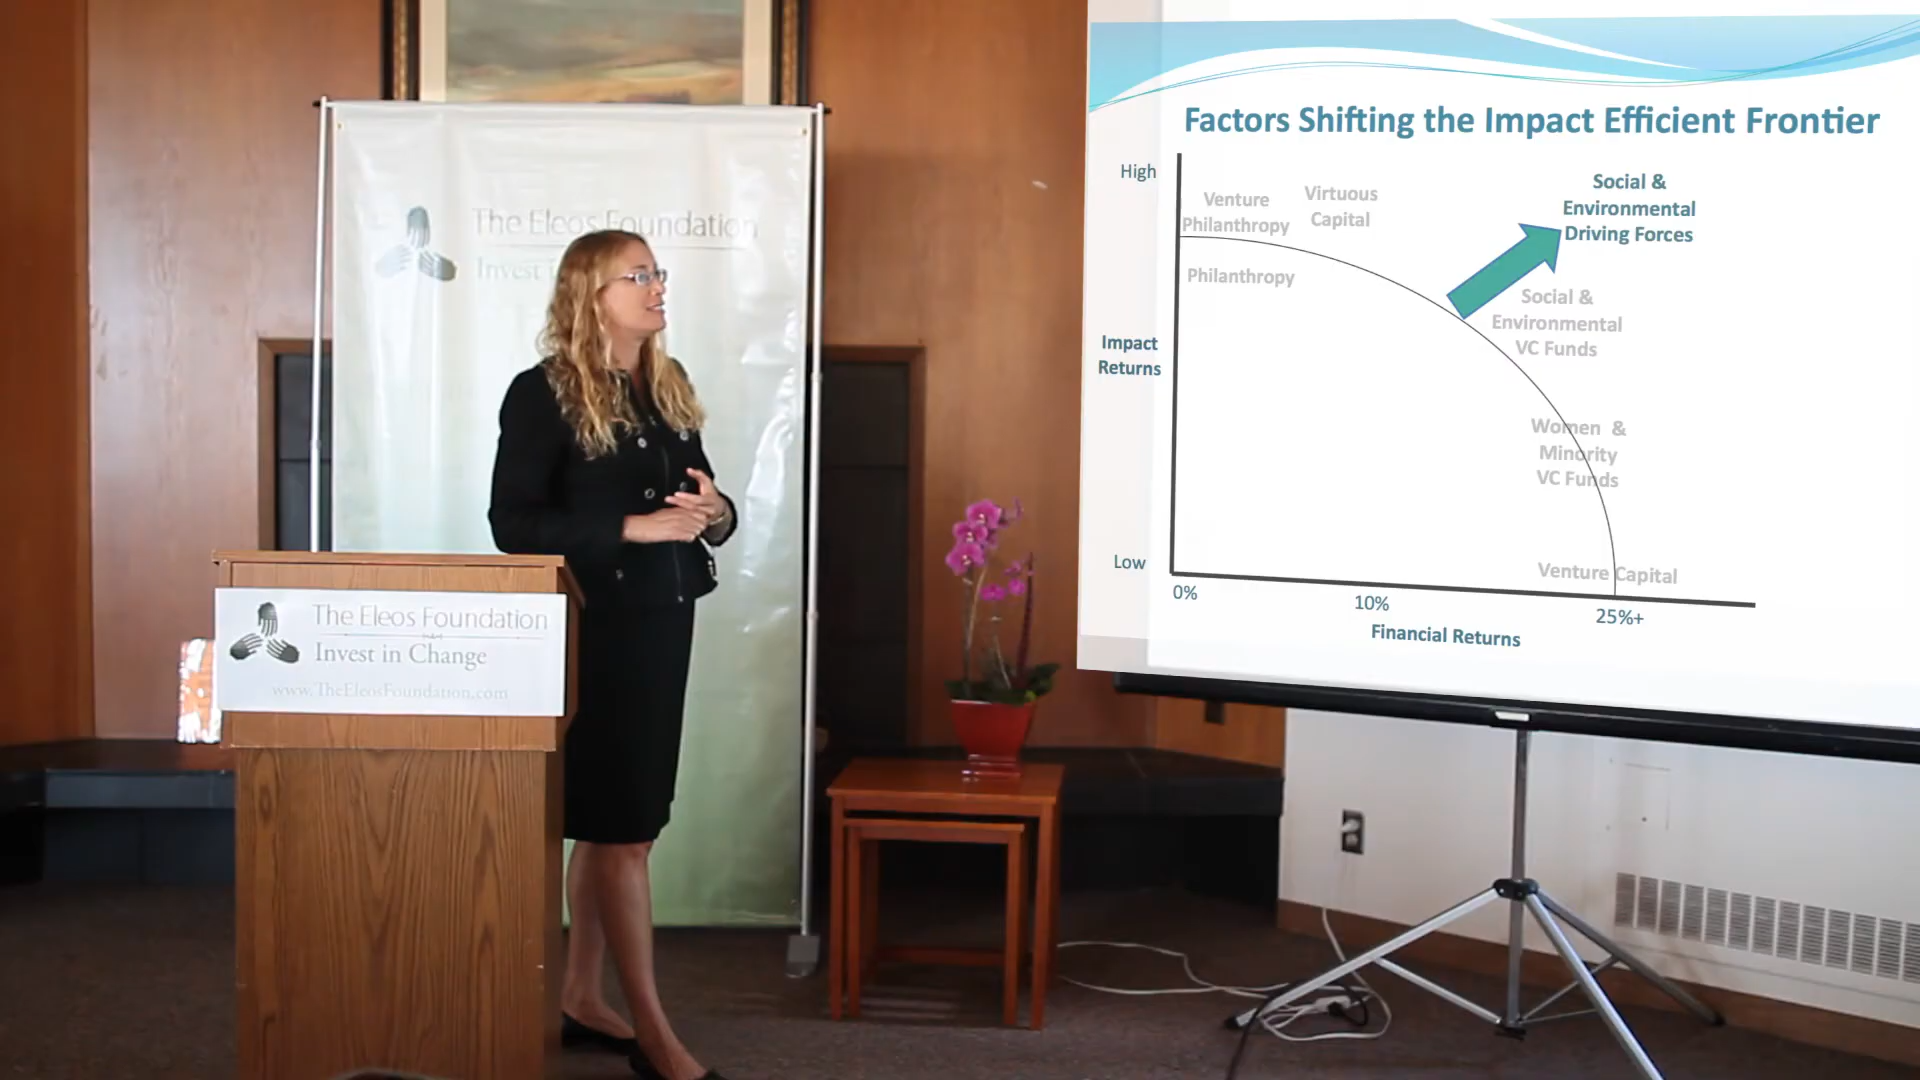 The Eleos Foundation
Invest i
The Eleos Foundation
Invest in Change
www.TheEleosFoundation.com
Factors Shifting the Impact Efficient Frontier
High
Venture
Philanthropy
Virtuous
Capital
Social &
Environmental
Driving Forces
Philanthropy
Social &
Environmental
VC Funds
Impact
Returns
Women &
Minority
VC Funds
Low
Venture Capital
0%
10%
25%+
Financial Returns